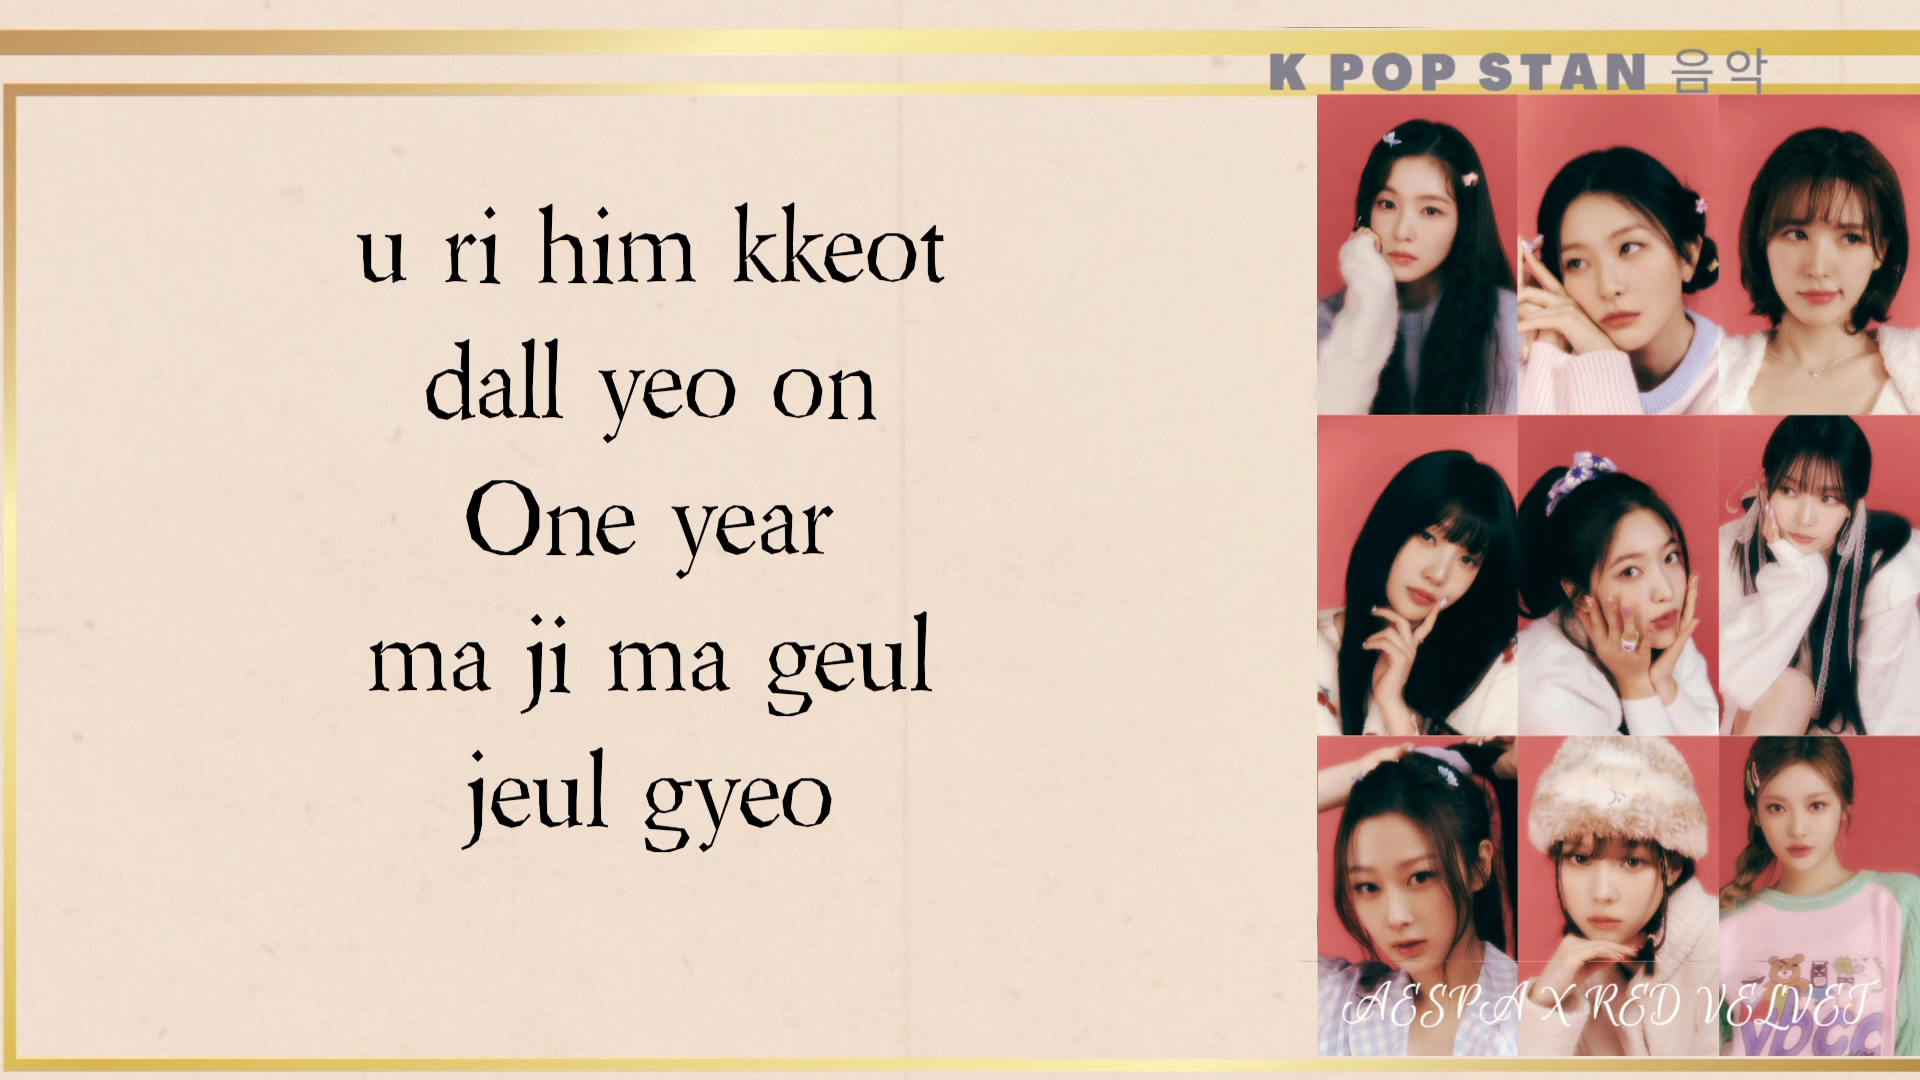 K POP STAN 음악
u ri him kkeot
dall yeo on
One year
ma ji ma geul
jeul gyeo
AESPA X RED VELVET